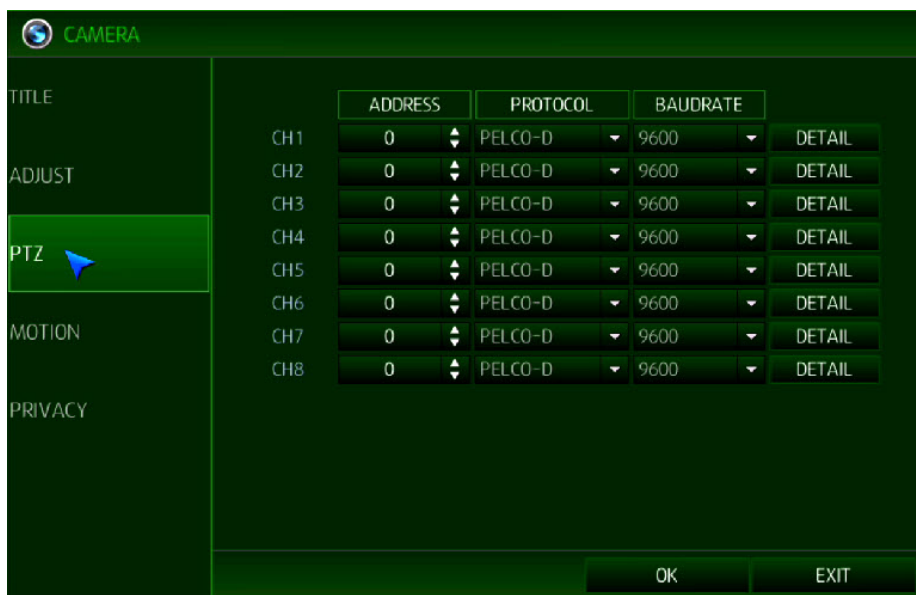 CAMERA
TITLE
ADJUST
PTZ
MOTION
PRIVACY
ADDRESS PROTOCOL BAUDRATE
CH1 0 PELCO-D 9600 DETAIL
CH2 0 PELCO-D 9600 DETAIL
CH3 0 PELCO-D 9600 DETAIL
CH4 0 PELCO-D 9600 DETAIL
CH5 0 PELCO-D 9600 DETAIL
CH6 0 PELCO-D 9600 DETAIL
CH7 0 PELCO-D 9600 DETAIL
CH8 0 PELCO-D 9600 DETAIL
OK EXIT